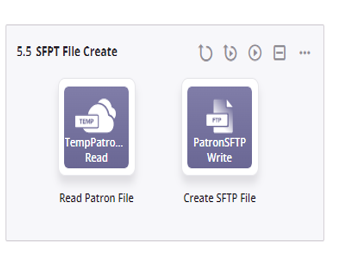 5.5 SFPT File Create
TEMP
TempPatro...
Read
Read Patron File
PTP
PatronSFTP
Write
Create SFTP File